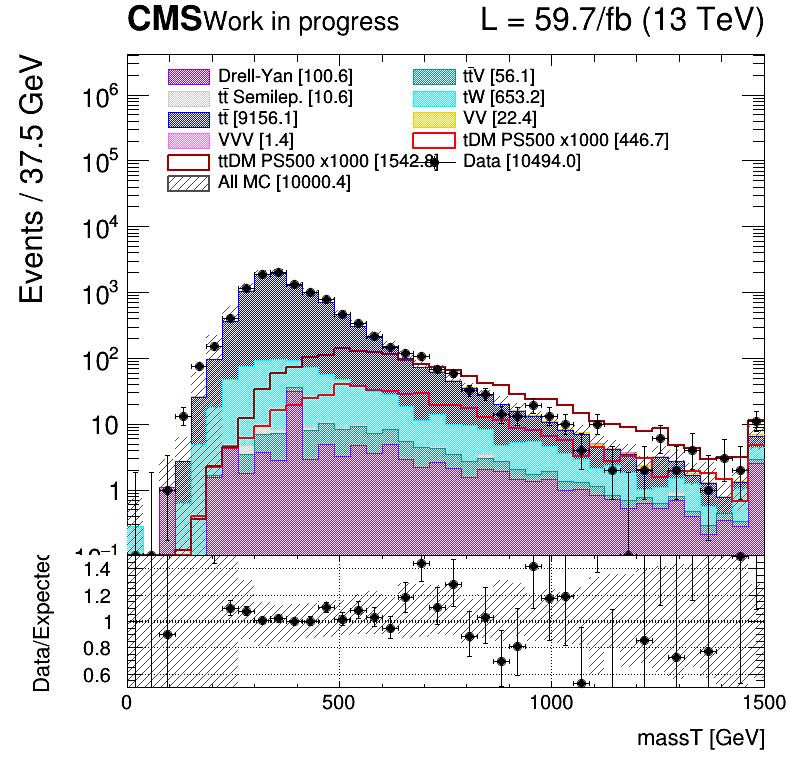 CMS Work in progress L = 59.7/fb (13 TeV)
Events / 37.5 GeV
Drell-Yan [100.6] tt̄V [56.1]
tt̄ Semilep. [10.6] tW [653.2]
tt̄ [9156.1] VV [22.4]
VVV [1.4] tDM PS500 x1000 [446.7]
ttDM PS500 x1000 [1542.8] Data [10494.0]
All MC [10000.4]
10⁶
10⁵
10⁴
10³
10²
10
1
10⁻¹
Data/Expected
1.4
1.2
1
0.8
0.6
0 500 1000 1500
massT [GeV]